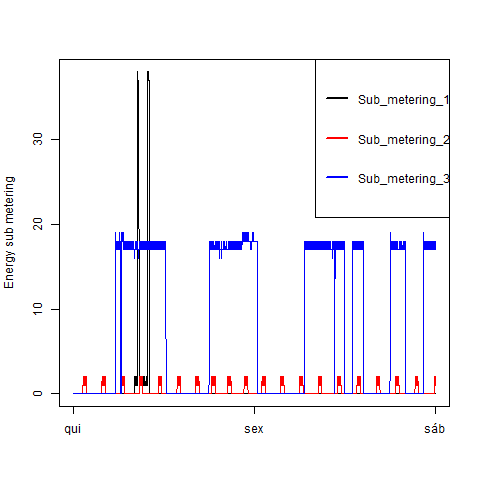 Sub_metering_1
Sub_metering_2
Sub_metering_3
Energy sub metering
30
20
10
0
qui sex sáb